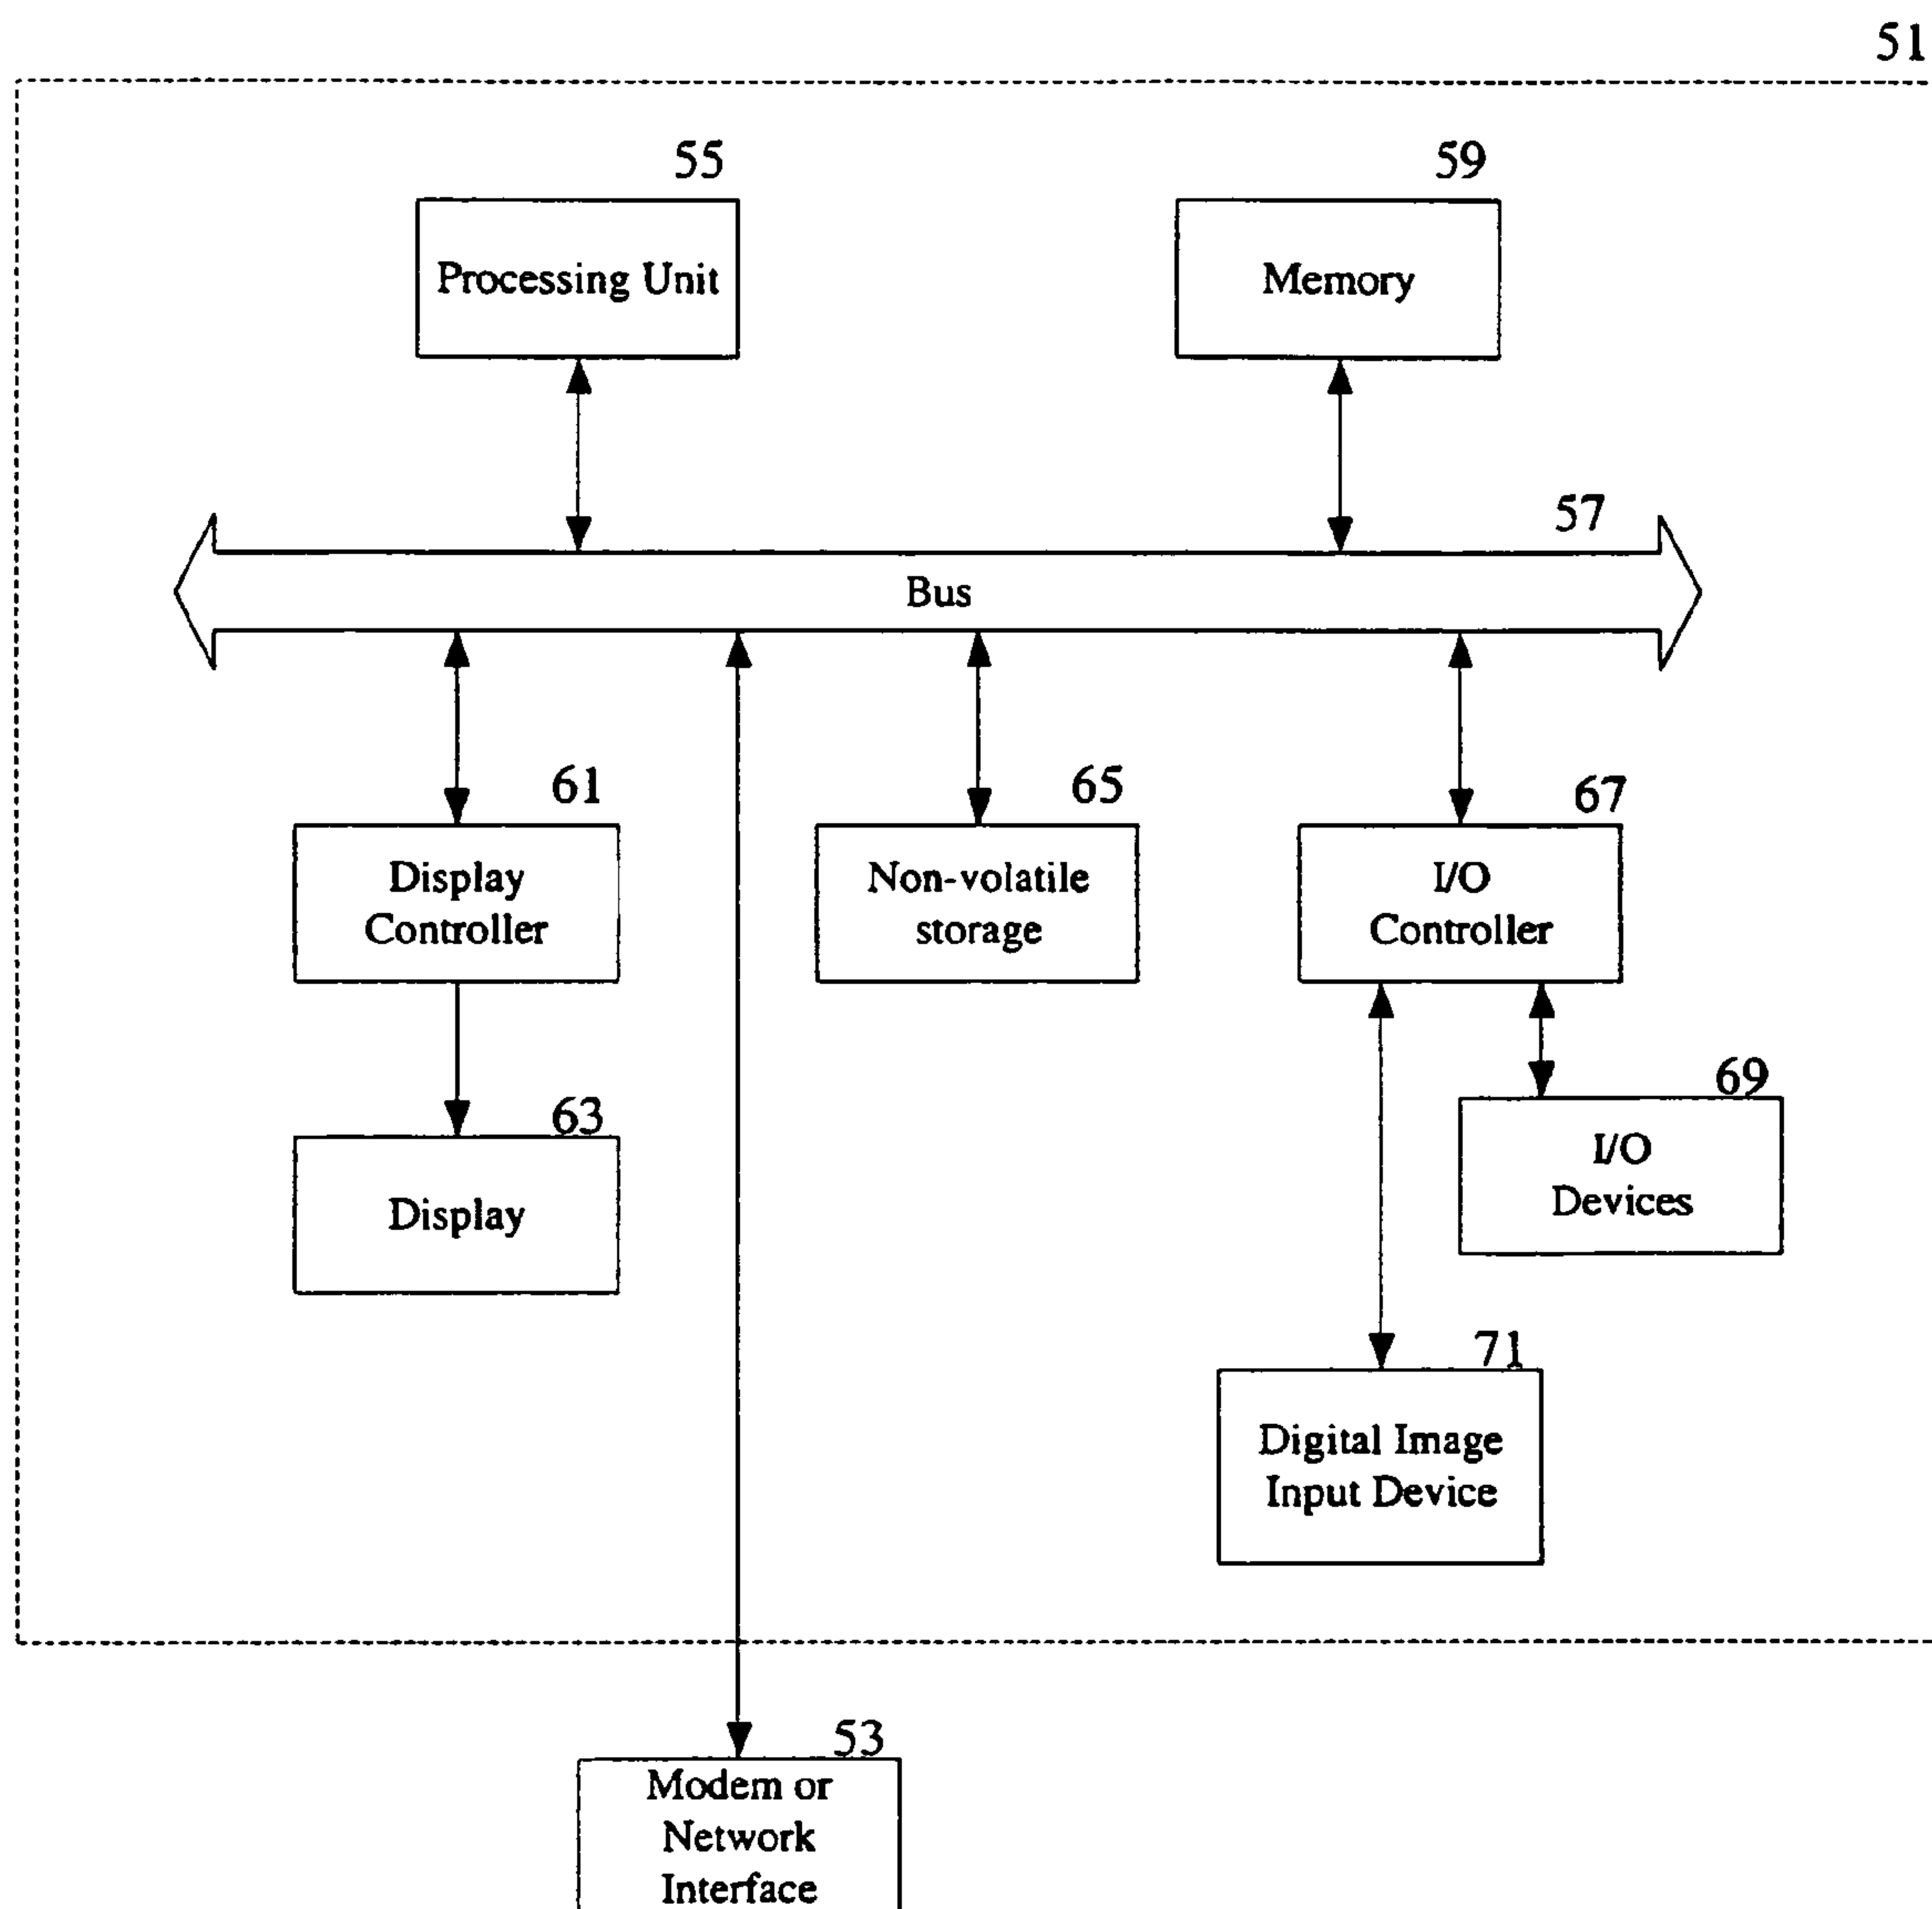 51
55
59
Processing Unit
Memory
57
Bus
61
65
67
Display
Controller
Non-volatile
storage
I/O
Controller
63
69
Display
I/O
Devices
71
Digital Image
Input Device
53
Modem or
Network
Interface